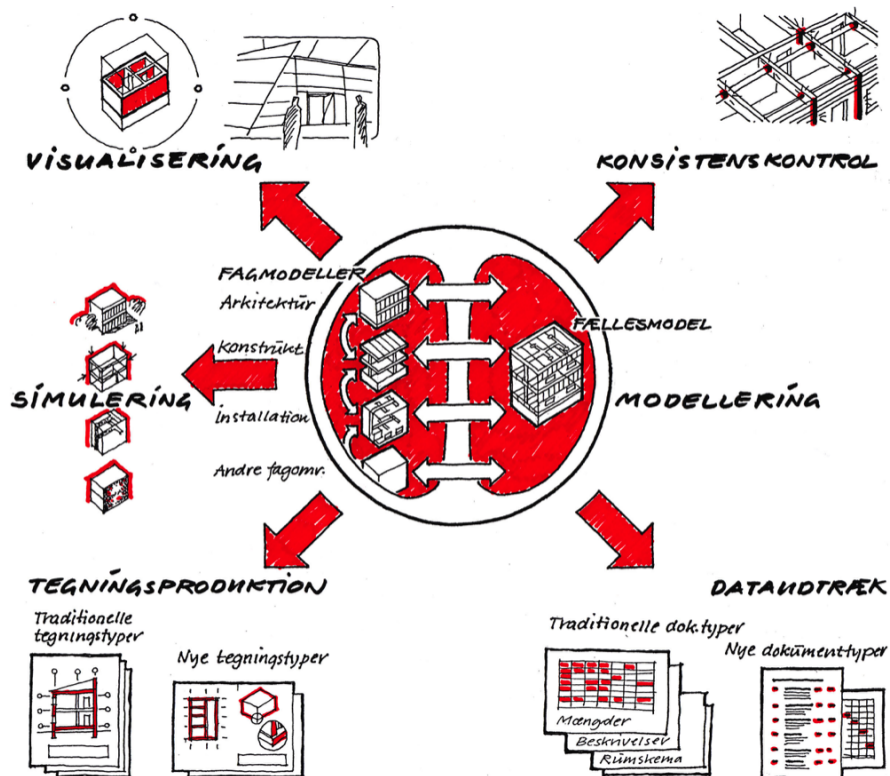 VISUALISERING
KONSISTENSKONTROL
FAGMODELLER
Arkitektur
Konstrukt.
installation
Andre fagomr.
FÆLLESMODEL
SIMULERING
MODELLERING
TEGNINGSPRODUKTION
Traditionelle
tegningstyper
Nye tegningstyper
DATAUDTRÆK
Traditionelle dok.typer
Nye dokumenttyper
Mængder
Beskrivelser
Rumskema